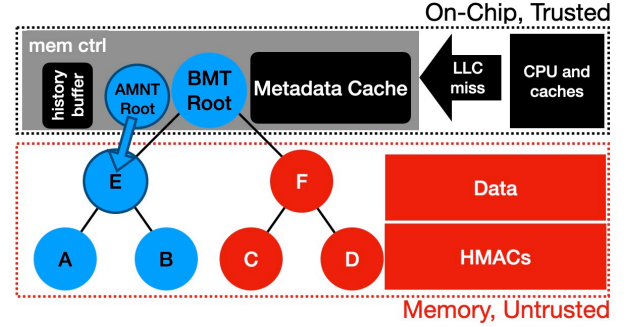 On-Chip, Trusted
mem ctrl
history
buffer
AMNT
Root
BMT
Root
Metadata Cache
LLC
miss
CPU and
caches
E
F
Data
A
B
C
D
HMACs
Memory, Untrusted